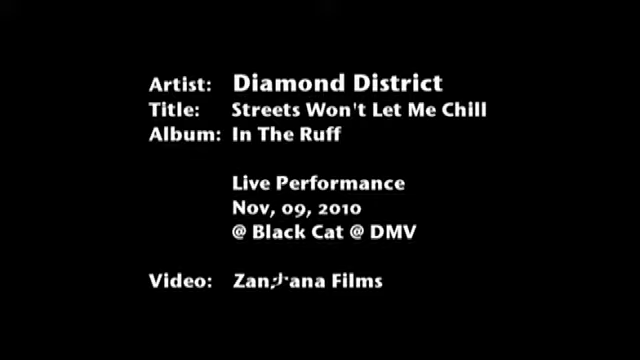 Artist: Diamond District
Title: Streets Won't Let Me Chill
Album: In The Ruff
Live Performance
Nov, 09, 2010
@ Black Cat @ DMV
Video: Films